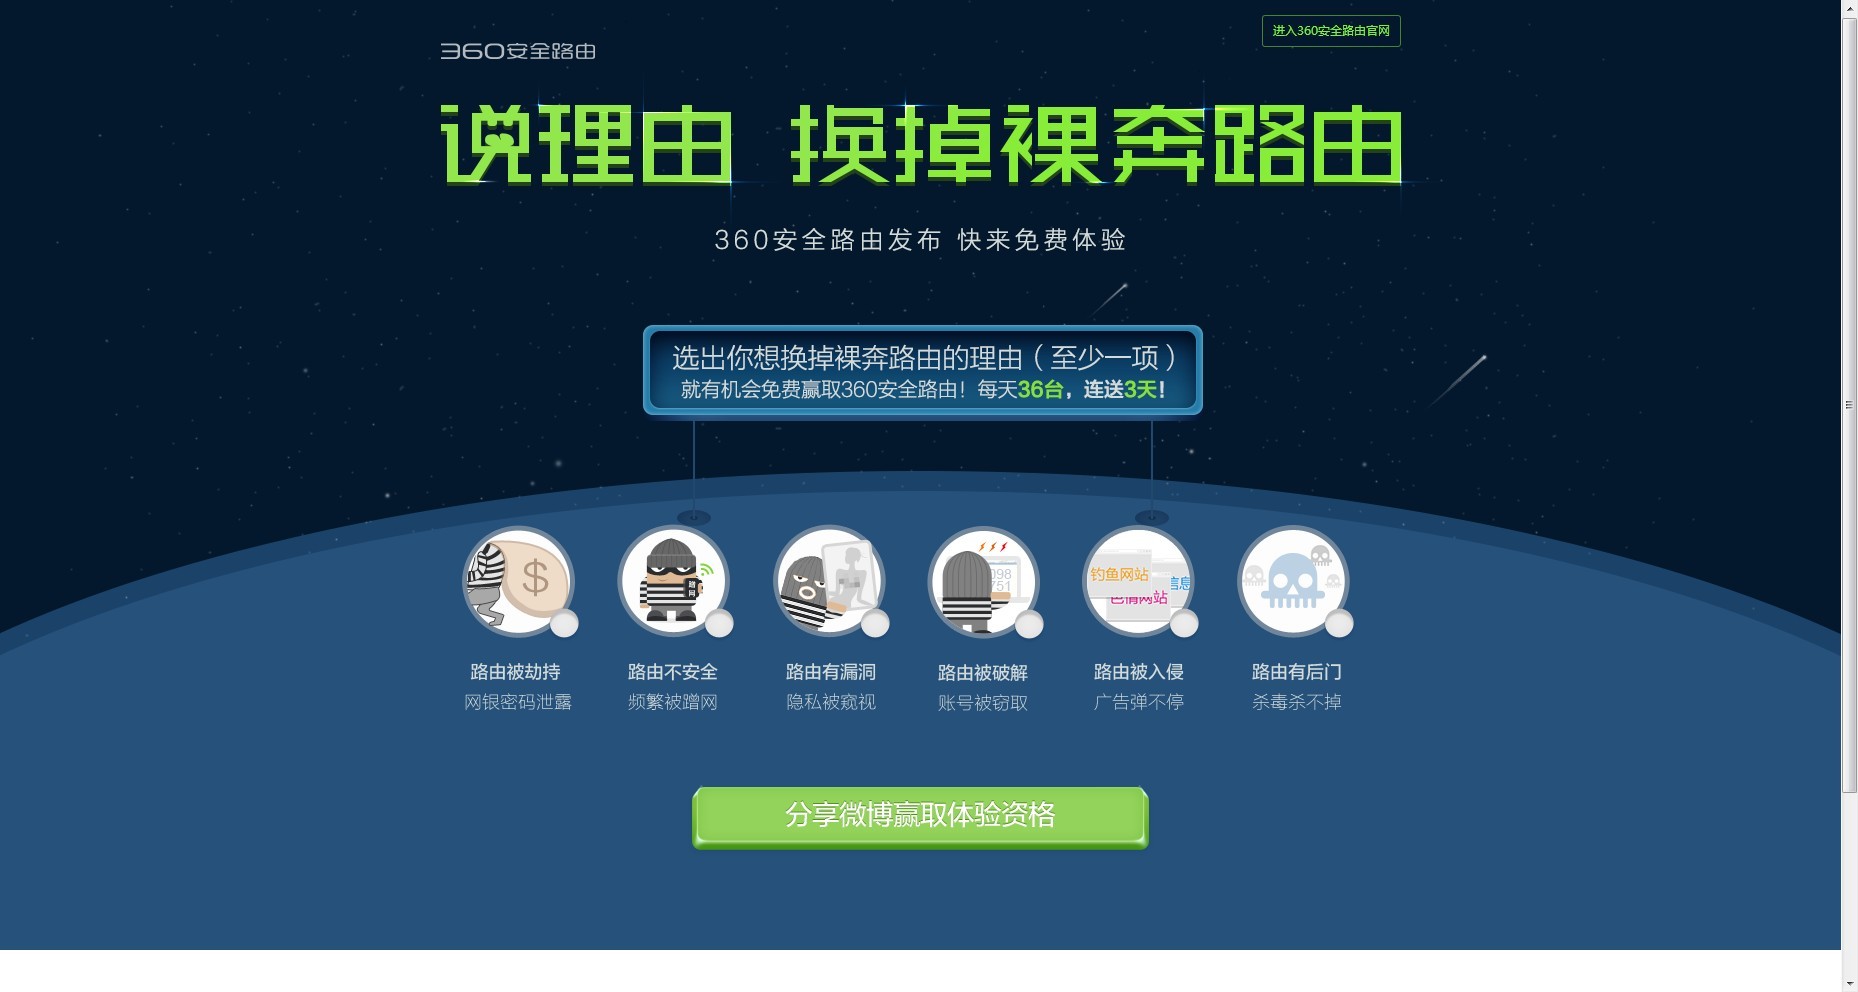 进入360安全路由官网
360安全路由
说理由 换掉裸奔路由
360安全路由发布 快来免费体验
选出你想换掉裸奔路由的理由（至少一项）
就有机会免费赢取360安全路由！每天36台，连送3天！
$
蹭网
098
751
钓鱼网站
信息
色情网站
路由被劫持
网银密码泄露
路由不安全
频繁被蹭网
路由有漏洞
隐私被窥视
路由被破解
账号被窃取
路由被入侵
广告弹不停
路由有后门
杀毒杀不掉
分享微博赢取体验资格